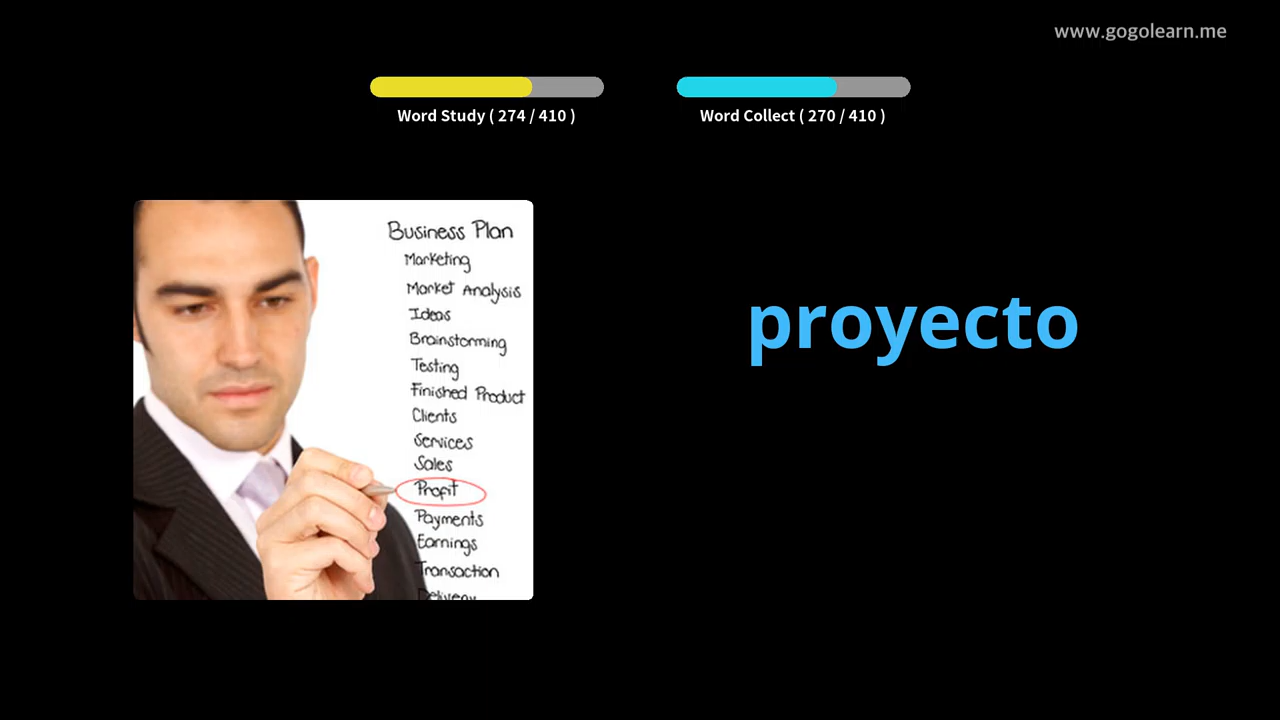 www.gogolearn.me
Word Study ( 274 / 410 )
Word Collect ( 270 / 410 )
Business Plan
Marketing
Market Analysis
Ideas
Brainstorming
Testing
Finished Product
Clients
Services
Sales
Profit
Payments
Earnings
Transaction
Delivery
proyecto